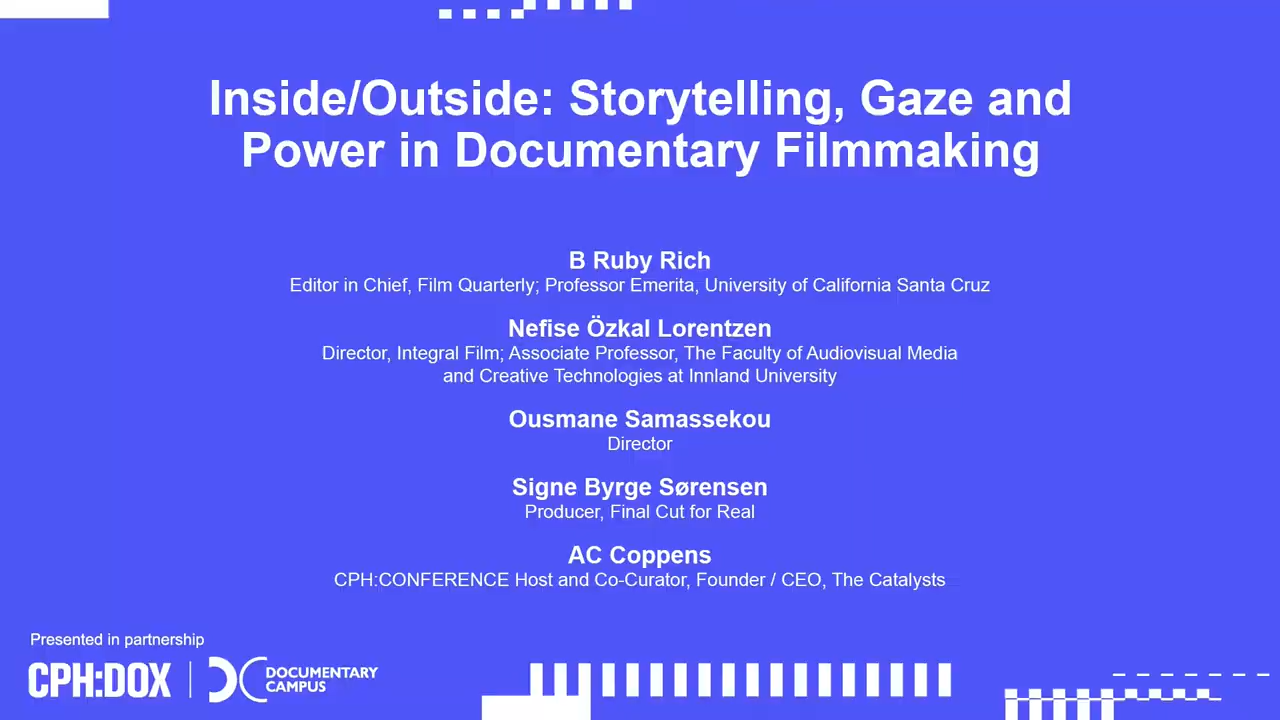 Inside/Outside: Storytelling, Gaze and
Power in Documentary Filmmaking
B Ruby Rich
Editor in Chief, Film Quarterly; Professor Emerita, University of California Santa Cruz
Nefise Özkal Lorentzen
Director, Integral Film; Associate Professor, The Faculty of Audiovisual Media
and Creative Technologies at Innland University
Ousmane Samassekou
Director
Signe Byrge Sørensen
Producer, Final Cut for Real
AC Coppens
CPH:CONFERENCE Host and Co-Curator, Founder / CEO, The Catalysts
Presented in partnership
CPH:DOX
DC DOCUMENTARY
CAMPUS